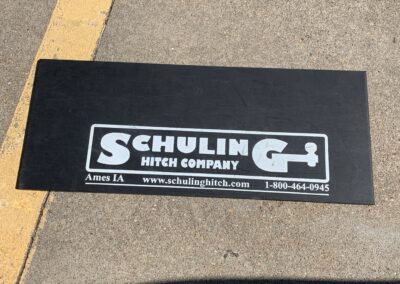 SCHULING
HITCH COMPANY
Ames IA www.schulinghitch.com 1-800-464-0945